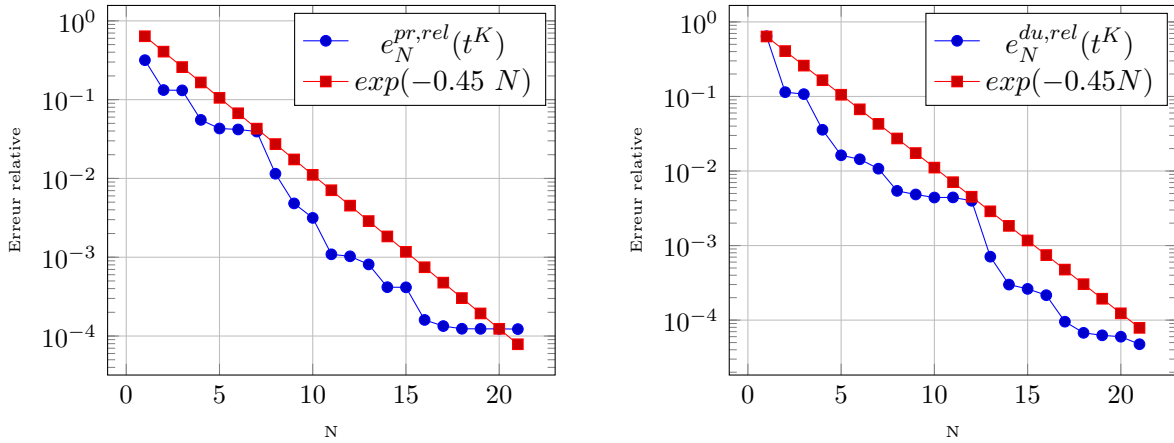 10^0
10^{-1}
10^{-2}
10^{-3}
10^{-4}
Erreur relative
0 5 10 15 20
N
e_N^{pr,rel}(t^K)
exp(−0.45 N)
10^0
10^{-1}
10^{-2}
10^{-3}
10^{-4}
Erreur relative
0 5 10 15 20
N
e_N^{du,rel}(t^K)
exp(−0.45N)